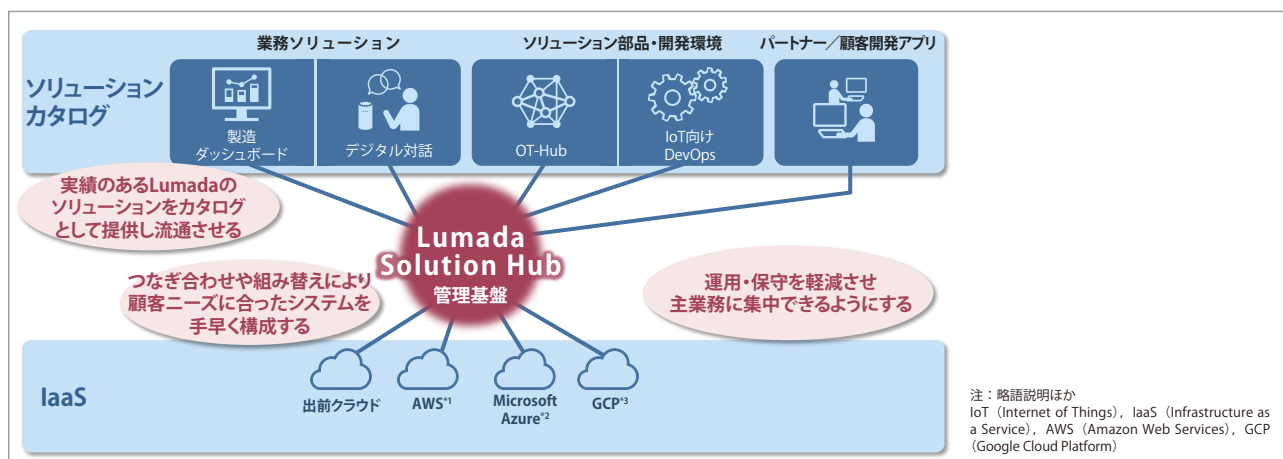 業務ソリューション
ソリューション部品・開発環境
パートナー／顧客開発アプリ
ソリューション
カタログ
製造
ダッシュボード
デジタル対話
OT-Hub
IoT向け
DevOps
実績のあるLumadaの
ソリューションをカタログ
として提供し流通させる
Lumada
Solution Hub
管理基盤
つなぎ合わせや組み替えにより
顧客ニーズに合ったシステムを
手早く構成する
運用・保守を軽減させ
主業務に集中できるようにする
IaaS
出前クラウド
AWS*1
Microsoft
Azure*2
GCP*3
注：略語説明ほか
IoT（Internet of Things），IaaS（Infrastructure as
a Service），AWS（Amazon Web Services），GCP
（Google Cloud Platform）